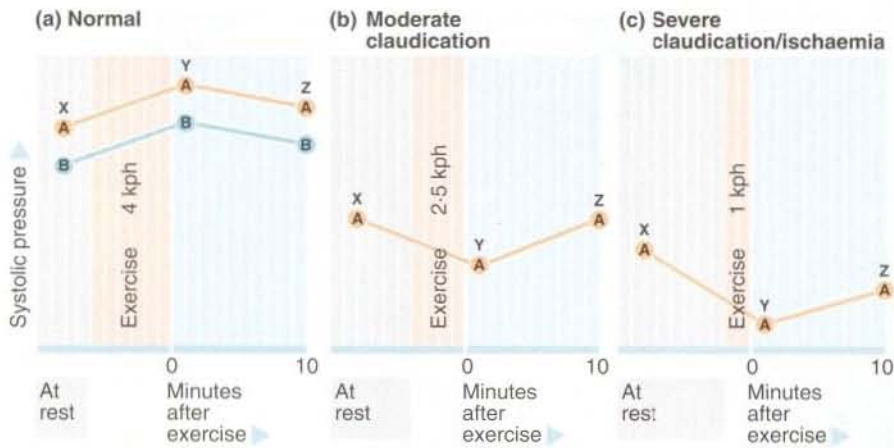 (a) Normal
(b) Moderate
claudication
(c) Severe
claudication/ischaemia
Systolic pressure
X
A
B
Y
A
B
Z
A
B
Exercise 4 kph
0
10
At
rest
Minutes
after
exercise
X
A
Y
A
Z
A
Exercise 2·5 kph
0
10
At
rest
Minutes
after
exercise
X
A
Y
A
Z
A
Exercise 1 kph
0
10
At
rest
Minutes
after
exercise